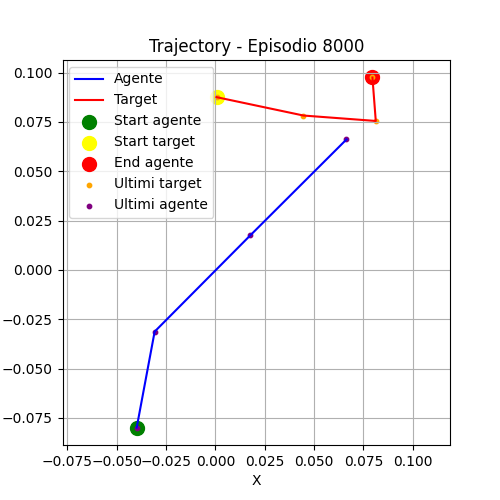 Trajectory - Episodio 8000
Agente
Target
Start agente
Start target
End agente
Ultimi target
Ultimi agente
0.100
0.075
0.050
0.025
0.000
−0.025
−0.050
−0.075
−0.075 −0.050 −0.025 0.000 0.025 0.050 0.075 0.100
X